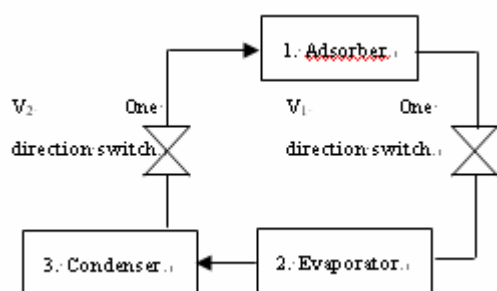 1. Adsorber
V2 One
direction switch
V1 One
direction switch
3. Condenser
2. Evaporator